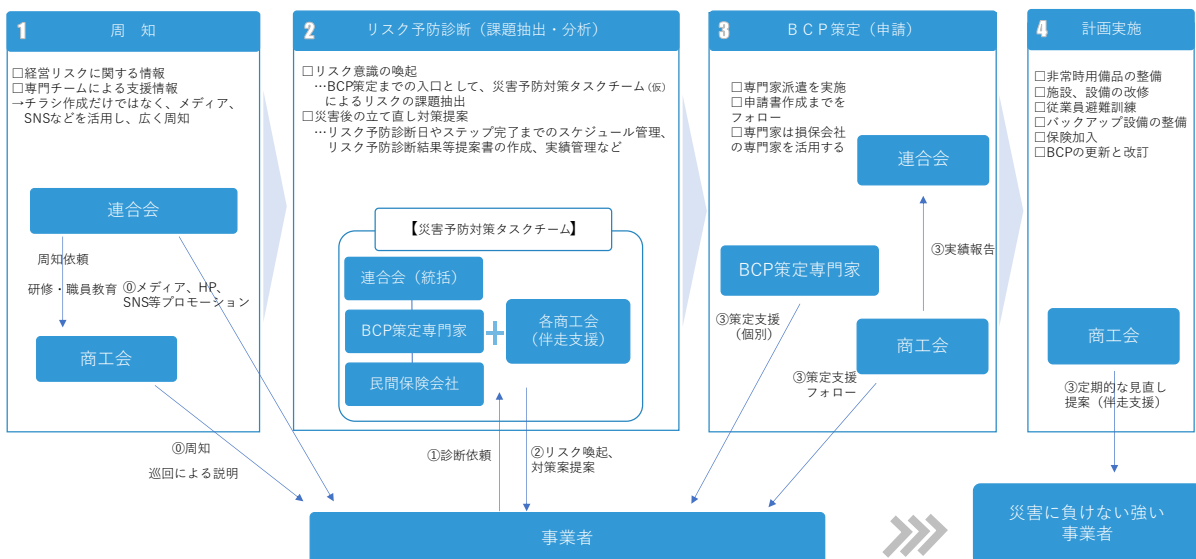 1 周 知
□経営リスクに関する情報
□専門チームによる支援情報
→チラシ作成だけではなく、メディア、
SNSなどを活用し、広く周知
連合会
周知依頼
研修・職員教育
⓪メディア、HP、
SNS等プロモーション
商工会
⓪周知
巡回による説明
2 リスク予防診断(課題抽出・分析)
□リスク意識の喚起
…BCP策定までの入口として、災害予防対策タスクチーム(仮)
によるリスクの課題抽出
□災害後の立て直し対策提案
…リスク予防診断日やステップ完了までのスケジュール管理、
リスク予防診断結果等提案書の作成、実績管理など
【災害予防対策タスクチーム】
連合会(統括)
BCP策定専門家
民間保険会社
+
各商工会
(伴走支援)
①診断依頼
②リスク喚起、
対策案提案
3 BCP策定(申請)
□専門家派遣を実施
□申請書作成までを
フォロー
□専門家は損保会社
の専門家を活用する
連合会
③実績報告
BCP策定専門家
③策定支援
(個別)
商工会
③策定支援
フォロー
4 計画実施
□非常時用備品の整備
□施設、設備の改修
□従業員避難訓練
□バックアップ設備の整備
□保険加入
□BCPの更新と改訂
商工会
③定期的な見直し
提案(伴走支援)
事業者
災害に負けない強い
事業者